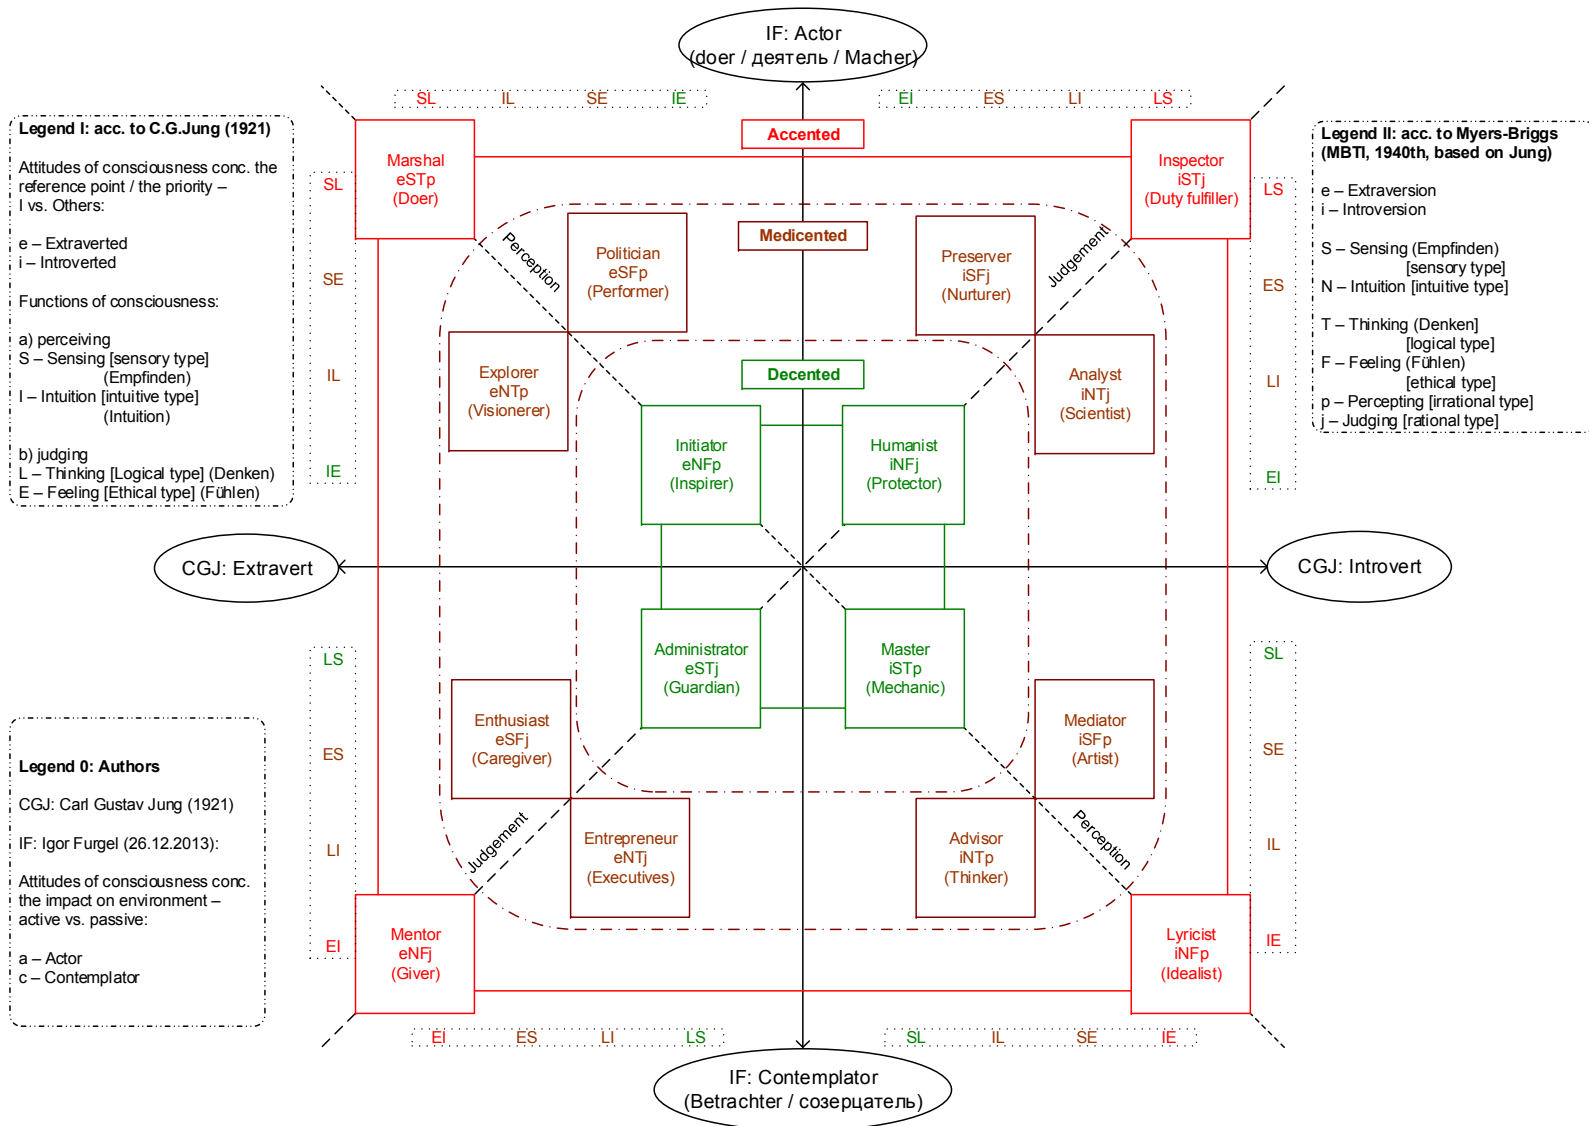 IF: Actor
(doer / деятель / Macher)
SL IL SE IE
EI ES LI LS
Legend I: acc. to C.G.Jung (1921)
Attitudes of consciousness conc. the
reference point / the priority –
I vs. Others:
e – Extraverted
i – Introverted
Functions of consciousness:
a) perceiving
S – Sensing [sensory type]
(Empfinden)
I – Intuition [intuitive type]
(Intuition)
b) judging
L – Thinking [Logical type] (Denken)
E – Feeling [Ethical type] (Fühlen)
SL
SE
IL
IE
Marshal
eSTp
(Doer)
Accented
Inspector
iSTj
(Duty fulfiller)
Perception
Politician
eSFp
(Performer)
Medicented
Preserver
iSFj
(Nurturer)
Judgement
Explorer
eNTp
(Visionerer)
Decented
Analyst
iNTj
(Scientist)
Initiator
eNFp
(Inspirer)
Humanist
iNFj
(Protector)
LS
ES
LI
EI
Legend II: acc. to Myers-Briggs
(MBTI, 1940th, based on Jung)
e – Extraversion
i – Introversion
S – Sensing (Empfinden)
[sensory type]
N – Intuition [intuitive type]
T – Thinking (Denken]
[logical type]
F – Feeling (Fühlen)
[ethical type]
p – Percepting [irrational type]
j – Judging [rational type]
CGJ: Extravert
CGJ: Introvert
LS
ES
LI
EI
Legend 0: Authors
CGJ: Carl Gustav Jung (1921)
IF: Igor Furgel (26.12.2013):
Attitudes of consciousness conc.
the impact on environment –
active vs. passive:
a – Actor
c – Contemplator
Administrator
eSTj
(Guardian)
Master
iSTp
(Mechanic)
Enthusiast
eSFj
(Caregiver)
Mediator
iSFp
(Artist)
Judgement
Entrepreneur
eNTj
(Executives)
Advisor
iNTp
(Thinker)
Perception
Mentor
eNFj
(Giver)
Lyricist
iNFp
(Idealist)
SL
SE
IL
IE
EI ES LI LS
SL IL SE IE
IF: Contemplator
(Betrachter / созерцатель)